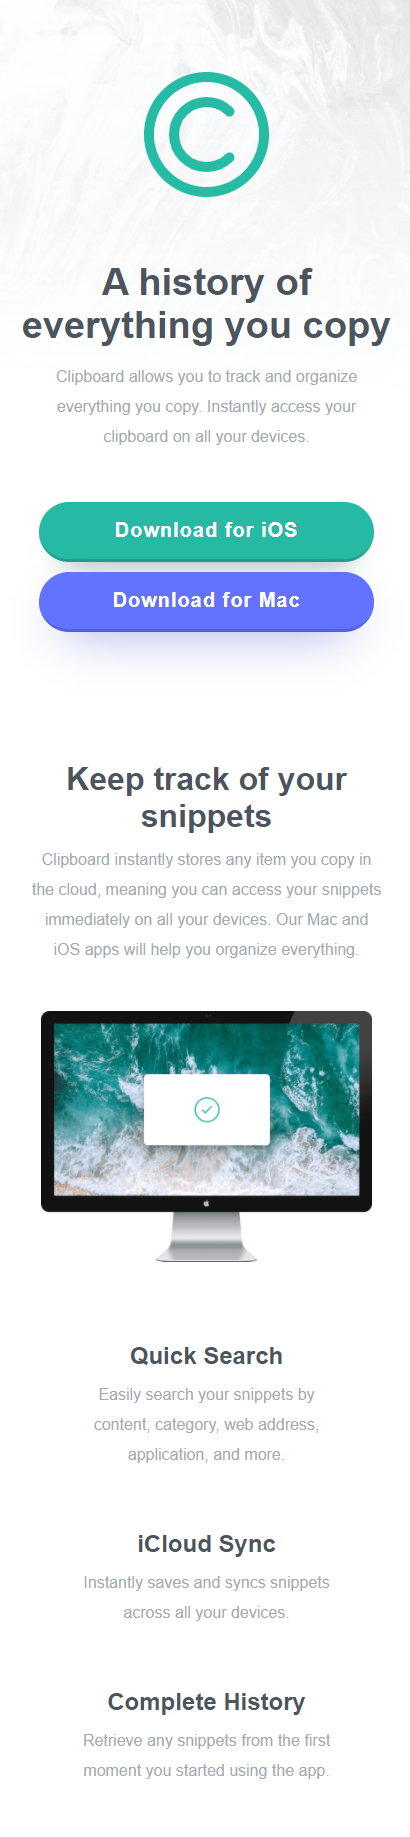 A history of
everything you copy
Clipboard allows you to track and organize
everything you copy. Instantly access your
clipboard on all your devices.
Download for iOS
Download for Mac
Keep track of your
snippets
Clipboard instantly stores any item you copy in
the cloud, meaning you can access your snippets
immediately on all your devices. Our Mac and
iOS apps will help you organize everything.
Quick Search
Easily search your snippets by
content, category, web address,
application, and more.
iCloud Sync
Instantly saves and syncs snippets
across all your devices.
Complete History
Retrieve any snippets from the first
moment you started using the app.